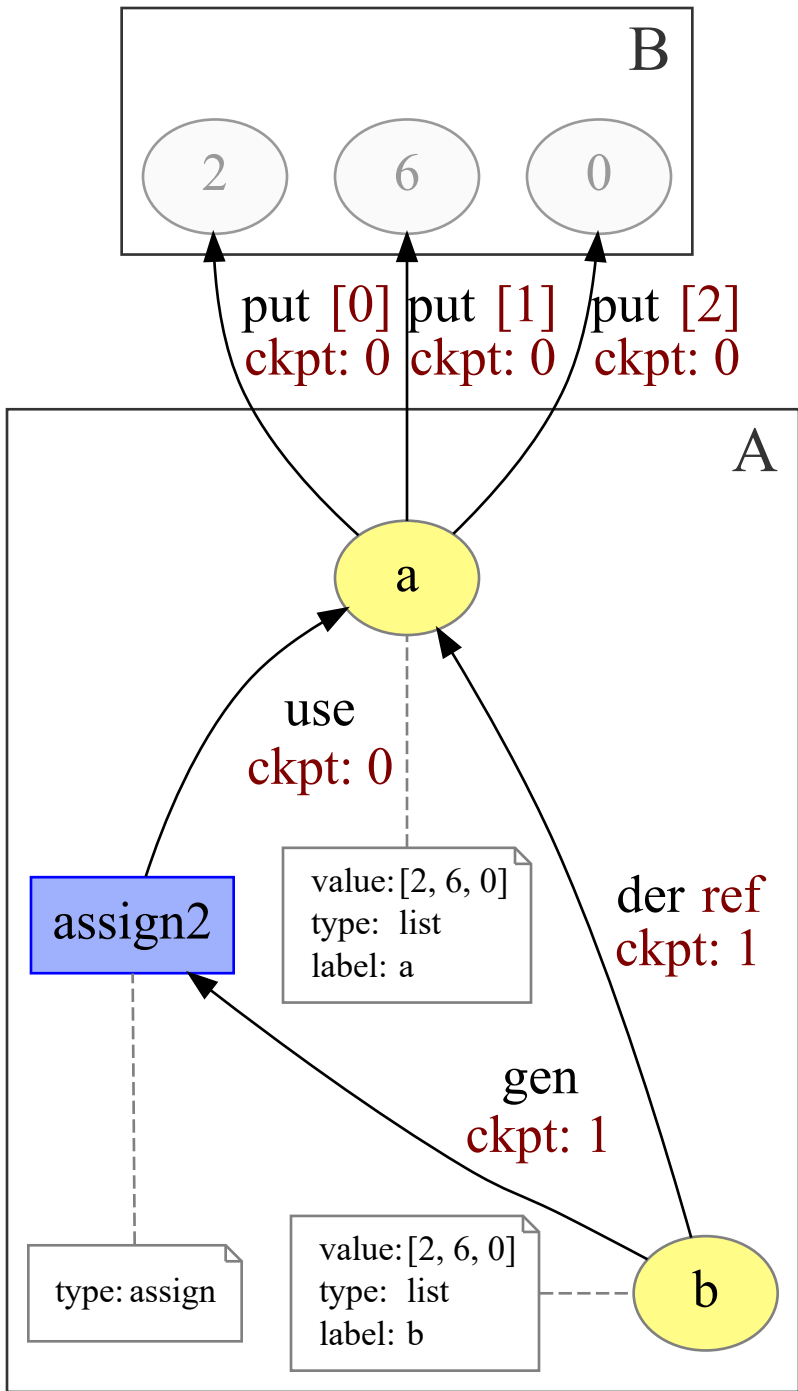 B
2
6
0
put [0]
ckpt: 0
put [1]
ckpt: 0
put [2]
ckpt: 0
A
a
use
ckpt: 0
value: [2, 6, 0]
type: list
label: a
assign2
der ref
ckpt: 1
gen
ckpt: 1
type: assign
value: [2, 6, 0]
type: list
label: b
b